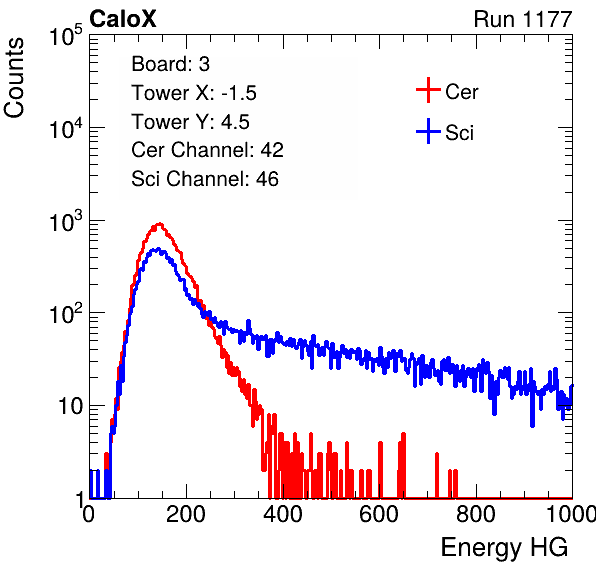 CaloX
Run 1177
Counts
10^5
10^4
10^3
10^2
10
1
Board: 3
Tower X: -1.5
Tower Y: 4.5
Cer Channel: 42
Sci Channel: 46
Cer
Sci
0 200 400 600 800 1000
Energy HG